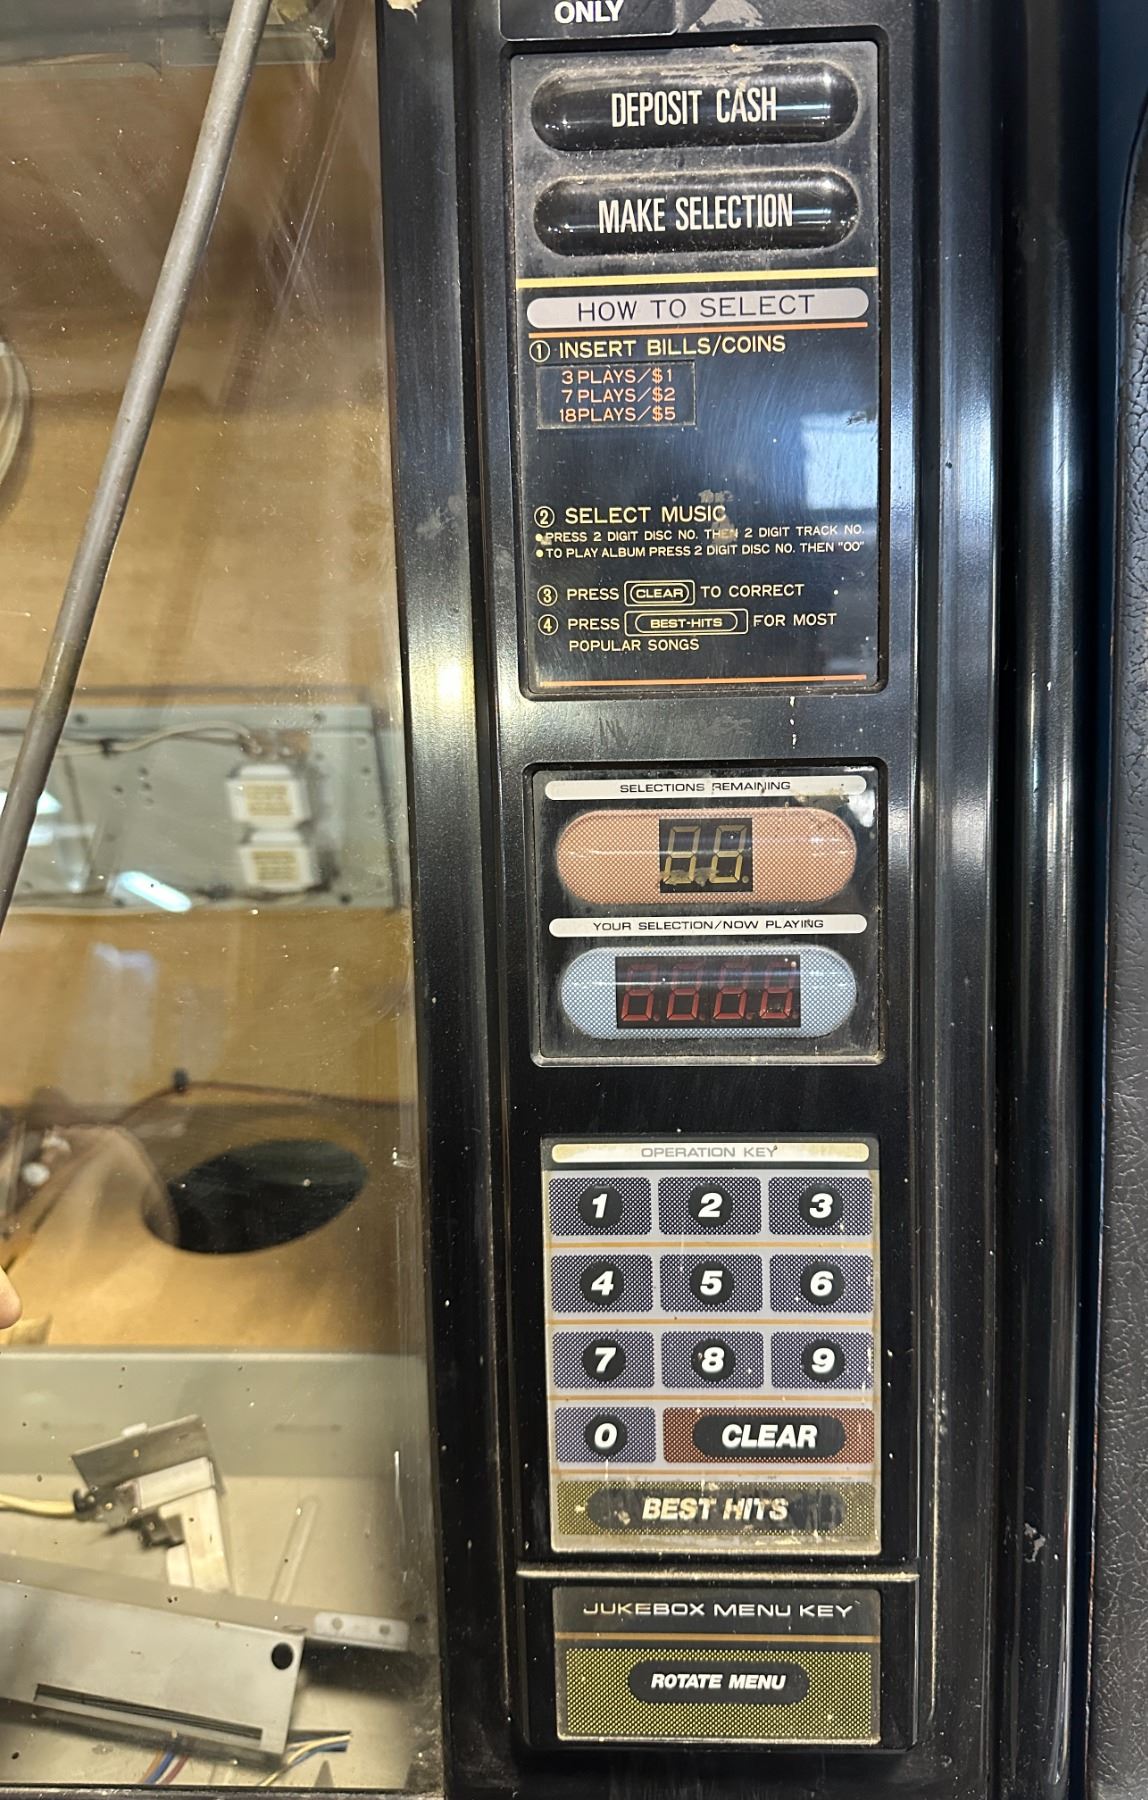 ONLY
DEPOSIT CASH
MAKE SELECTION
HOW TO SELECT
① INSERT BILLS/COINS
3 PLAYS/$1
7 PLAYS/$2
18 PLAYS/$5
② SELECT MUSIC
• PRESS 2 DIGIT DISC NO. THEN 2 DIGIT TRACK NO.
• TO PLAY ALBUM PRESS 2 DIGIT DISC NO. THEN "00"
③ PRESS CLEAR TO CORRECT
④ PRESS BEST-HITS FOR MOST
POPULAR SONGS
SELECTIONS REMAINING
YOUR SELECTION/NOW PLAYING
OPERATION KEY
1 2 3
4 5 6
7 8 9
0 CLEAR
BEST HITS
JUKEBOX MENU KEY
ROTATE MENU